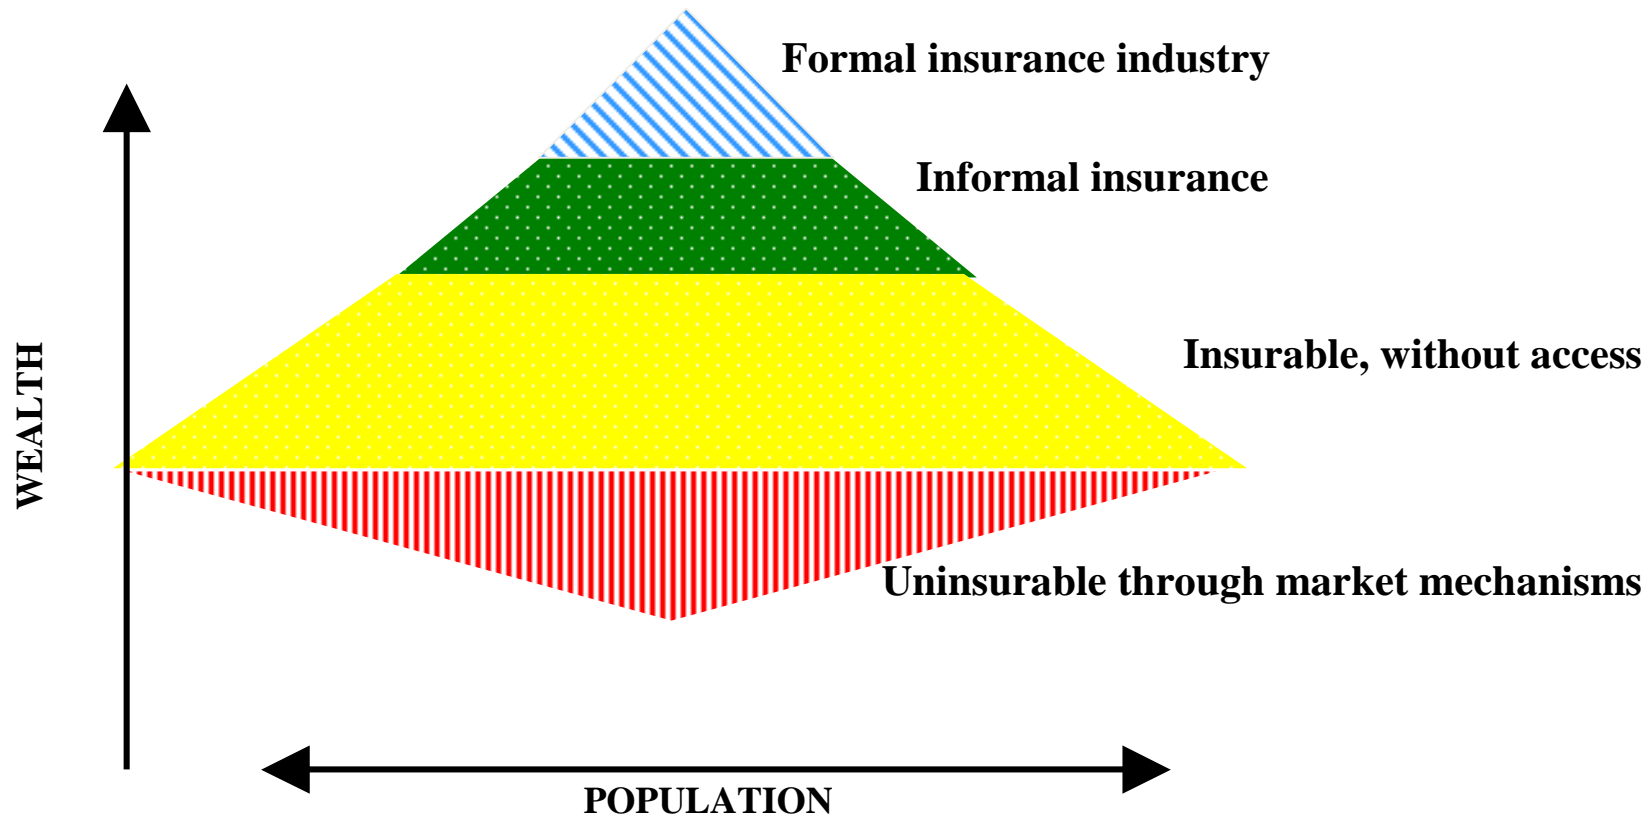 Formal insurance industry
Informal insurance
Insurable, without access
WEALTH
Uninsurable through market mechanisms
POPULATION